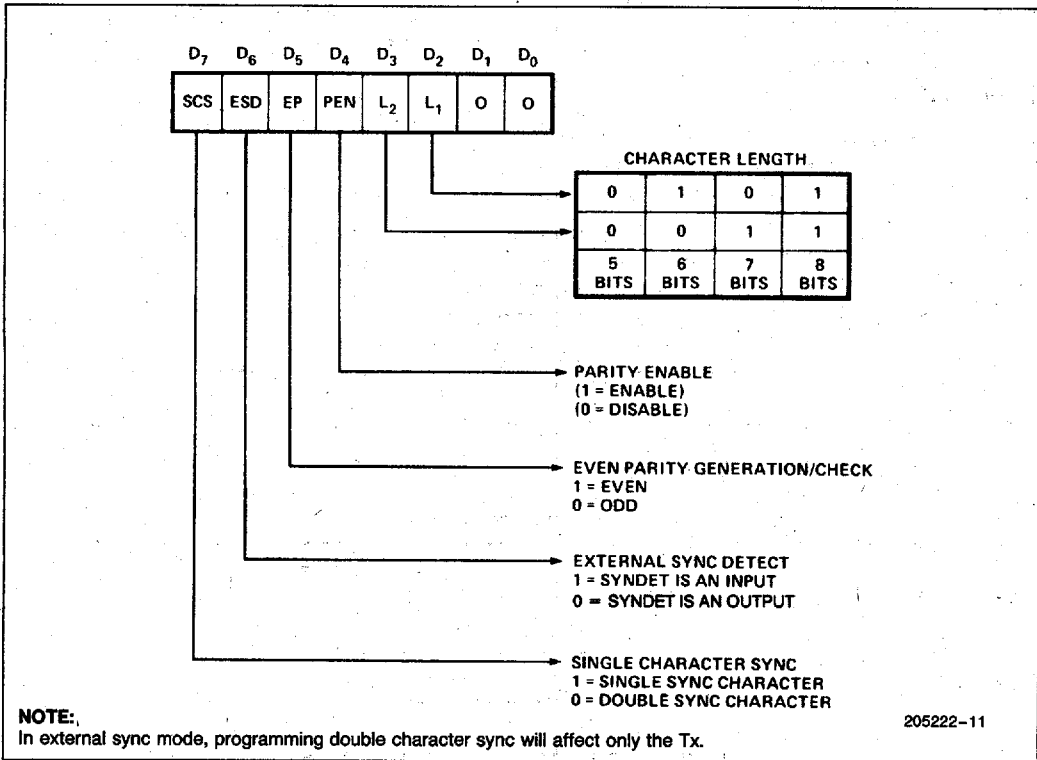 D7 D6 D5 D4 D3 D2 D1 D0
SCS ESD EP PEN L2 L1 0 0
CHARACTER LENGTH
0 1 0 1
0 0 1 1
5 BITS 6 BITS 7 BITS 8 BITS
PARITY ENABLE
(1 = ENABLE)
(0 = DISABLE)
EVEN PARITY GENERATION/CHECK
1 = EVEN
0 = ODD
EXTERNAL SYNC DETECT
1 = SYNDET IS AN INPUT
0 = SYNDET IS AN OUTPUT
SINGLE CHARACTER SYNC
1 = SINGLE SYNC CHARACTER
0 = DOUBLE SYNC CHARACTER
NOTE:
205222-11
In external sync mode, programming double character sync will affect only the Tx.